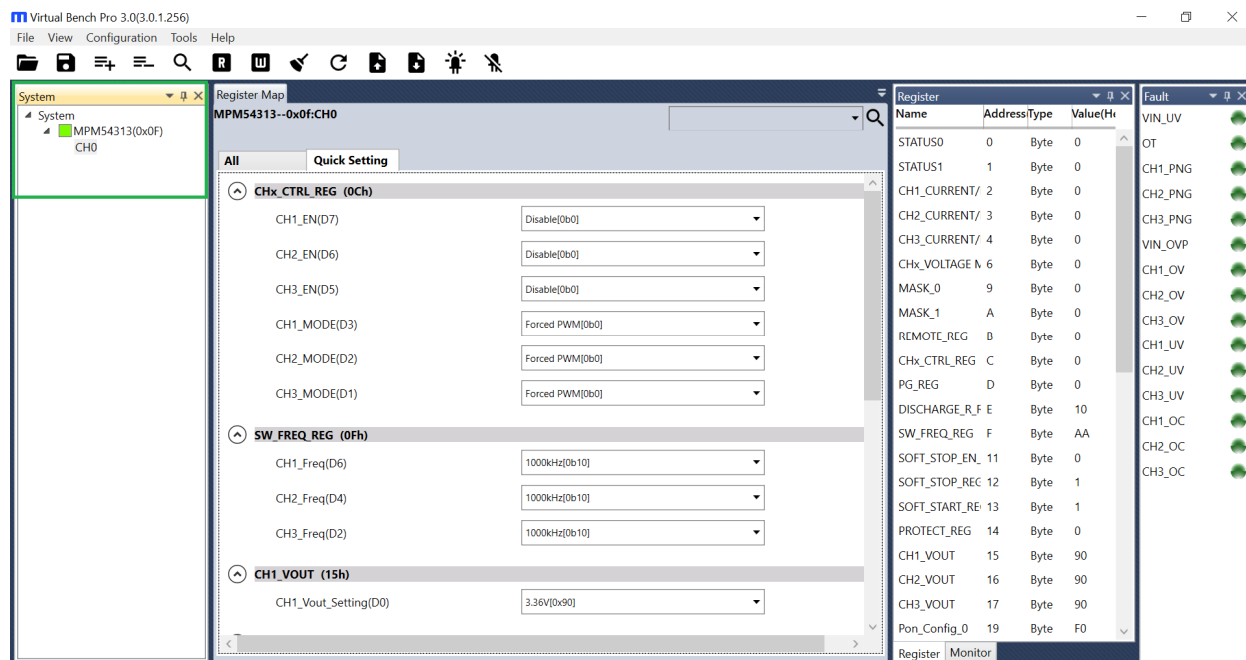 Virtual Bench Pro 3.0(3.0.1.256)
File View Configuration Tools Help
R W
System
System
MPM54313(0x0F)
CH0
Register Map
MPM54313--0x0f:CH0
All Quick Setting
CHx_CTRL_REG (0Ch)
CH1_EN(D7) Disable[0b0]
CH2_EN(D6) Disable[0b0]
CH3_EN(D5) Disable[0b0]
CH1_MODE(D3) Forced PWM[0b0]
CH2_MODE(D2) Forced PWM[0b0]
CH3_MODE(D1) Forced PWM[0b0]
SW_FREQ_REG (0Fh)
CH1_Freq(D6) 1000kHz[0b10]
CH2_Freq(D4) 1000kHz[0b10]
CH3_Freq(D2) 1000kHz[0b10]
CH1_VOUT (15h)
CH1_Vout_Setting(D0) 3.36V[0x90]
Register
Name Address Type Value(He
STATUS0 0 Byte 0
STATUS1 1 Byte 0
CH1_CURRENT/ 2 Byte 0
CH2_CURRENT/ 3 Byte 0
CH3_CURRENT/ 4 Byte 0
CHx_VOLTAGE M 6 Byte 0
MASK_0 9 Byte 0
MASK_1 A Byte 0
REMOTE_REG B Byte 0
CHx_CTRL_REG C Byte 0
PG_REG D Byte 0
DISCHARGE_R_F E Byte 10
SW_FREQ_REG F Byte AA
SOFT_STOP_EN_ 11 Byte 0
SOFT_STOP_REC 12 Byte 1
SOFT_START_RE( 13 Byte 1
PROTECT_REG 14 Byte 0
CH1_VOUT 15 Byte 90
CH2_VOUT 16 Byte 90
CH3_VOUT 17 Byte 90
Pon_Config_0 19 Byte F0
Register Monitor
Fault
VIN_UV
OT
CH1_PNG
CH2_PNG
CH3_PNG
VIN_OVP
CH1_OV
CH2_OV
CH3_OV
CH1_UV
CH2_UV
CH3_UV
CH1_OC
CH2_OC
CH3_OC